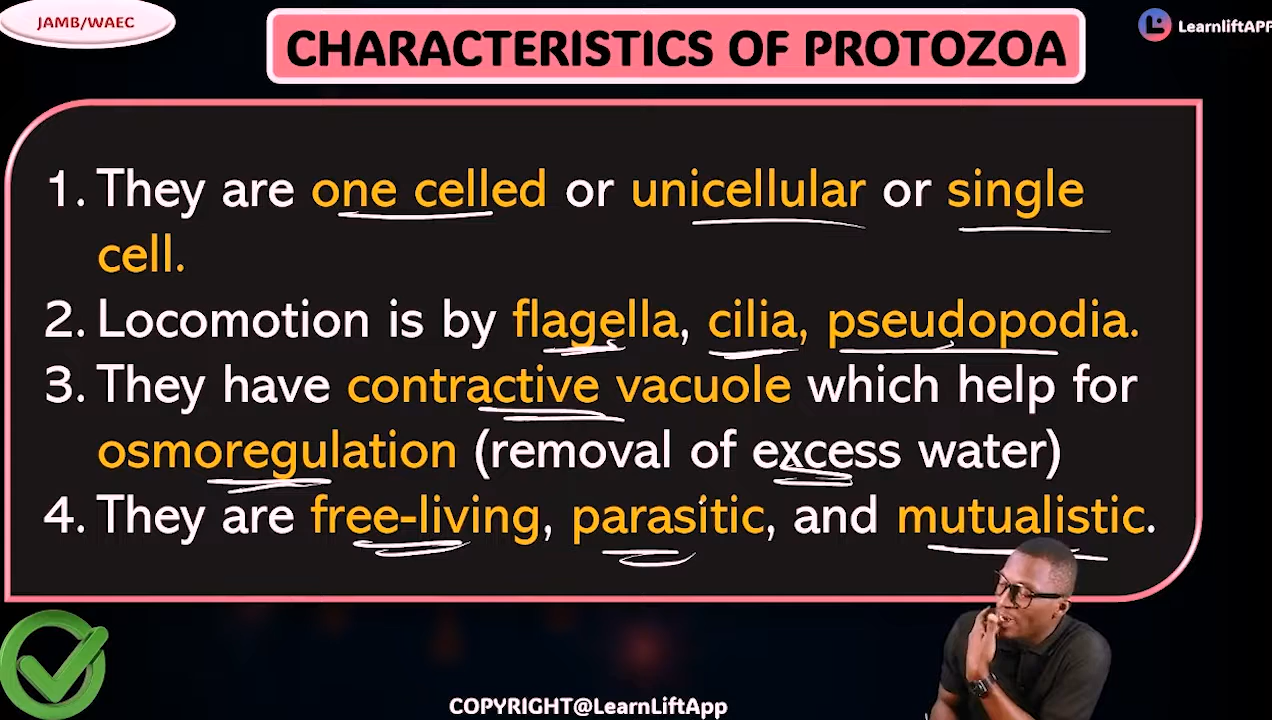 JAMB/WAEC
CHARACTERISTICS OF PROTOZOA
LearnliftAPP
1. They are one celled or unicellular or single
cell.
2. Locomotion is by flagella, cilia, pseudopodia.
3. They have contractive vacuole which help for
osmoregulation (removal of excess water)
4. They are free-living, parasitic, and mutualistic.
COPYRIGHT@LearnLiftApp